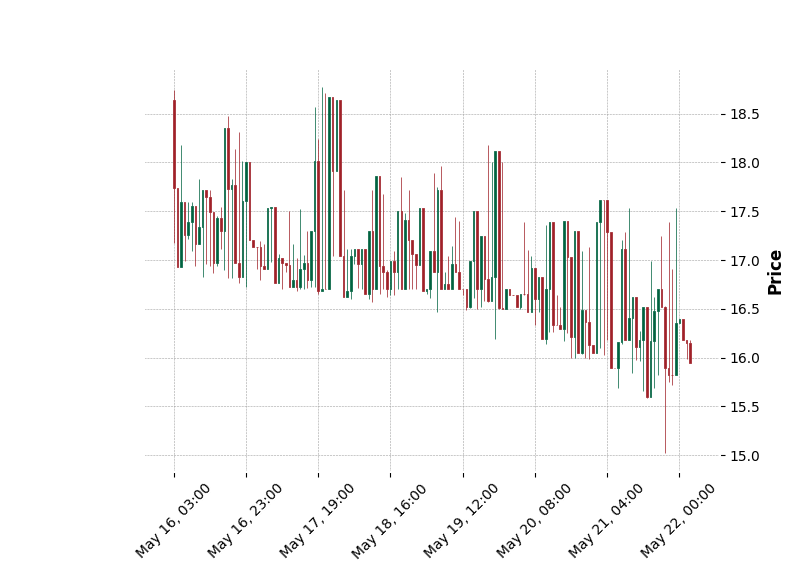 18.5
18.0
17.5
17.0
16.5
16.0
15.5
15.0
Price
May 16, 03:00
May 16, 23:00
May 17, 19:00
May 18, 16:00
May 19, 12:00
May 20, 08:00
May 21, 04:00
May 22, 00:00